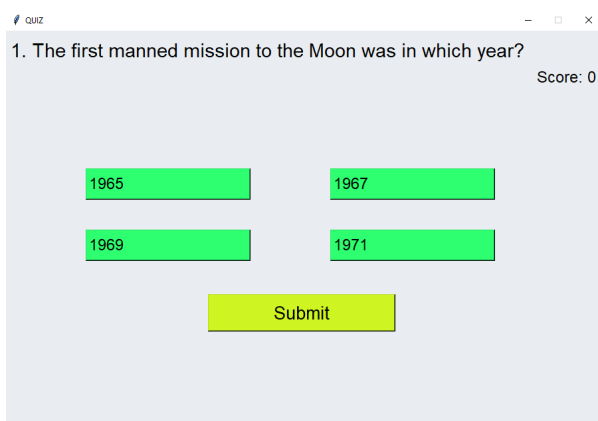 QUIZ
1. The first manned mission to the Moon was in which year?
Score: 0
1965
1967
1969
1971
Submit